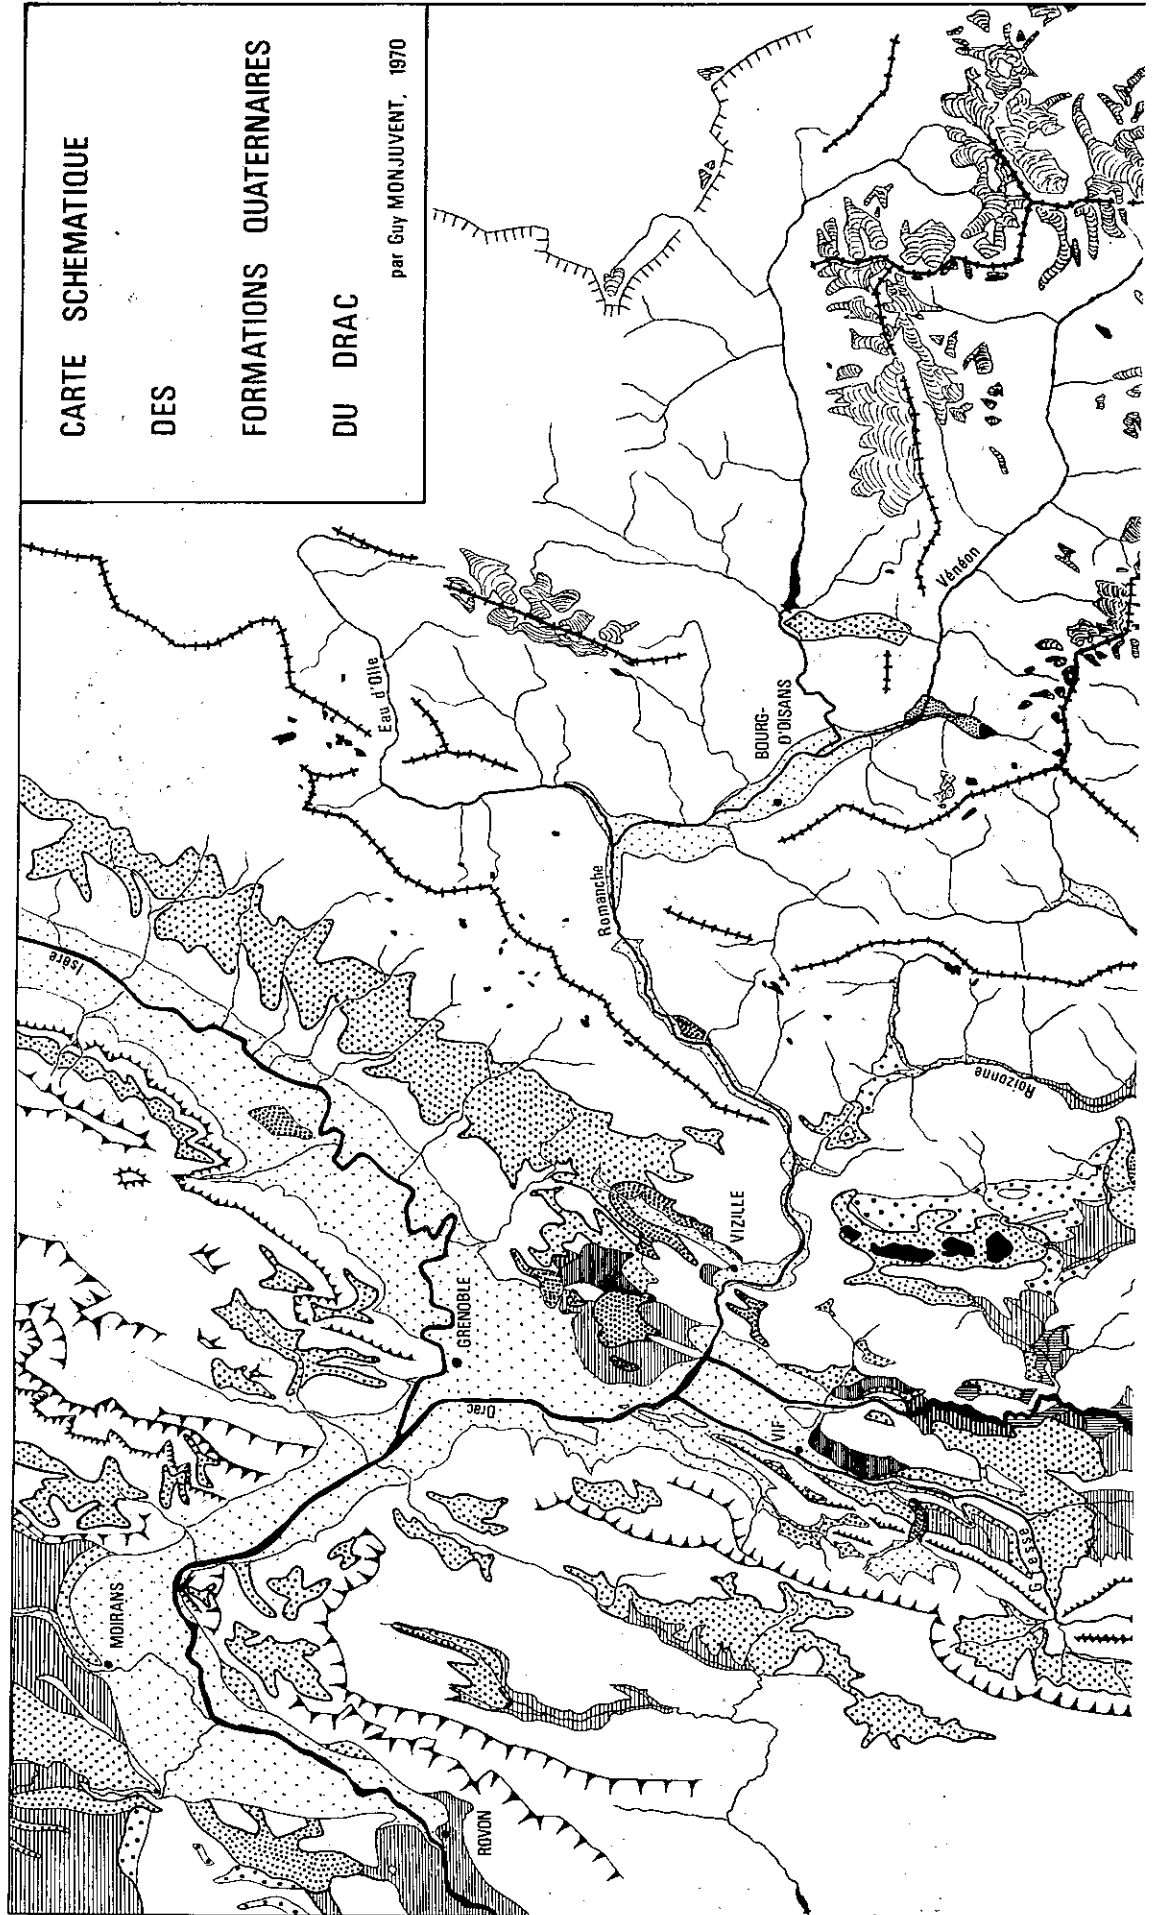 CARTE SCHEMATIQUE
DES
FORMATIONS QUATERNAIRES
DU DRAC
par Guy MONJUVENT, 1970
Isère
Eau d'Olle
Romanche
BOURG-
D'OISANS
Vénéon
Roizonne
VIZILLE
GRENOBLE
Drac
VIF
Gresse
MOIRANS
ROVON